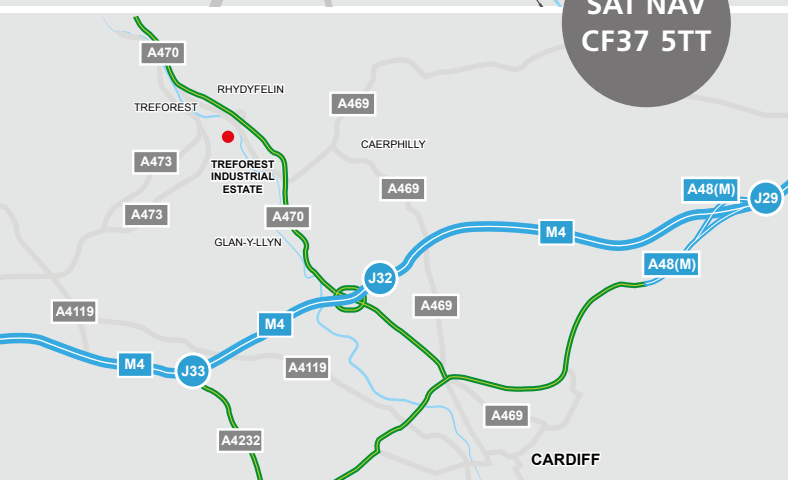 SAT NAV
CF37 5TT
A470
RHYDYFELIN
A469
TREFOREST
CAERPHILLY
A473
TREFOREST
INDUSTRIAL
ESTATE
A469
A48(M)
J29
A473
A470
M4
GLAN-Y-LLYN
A48(M)
J32
A469
A4119
M4
M4
J33
A4119
A469
A4232
CARDIFF